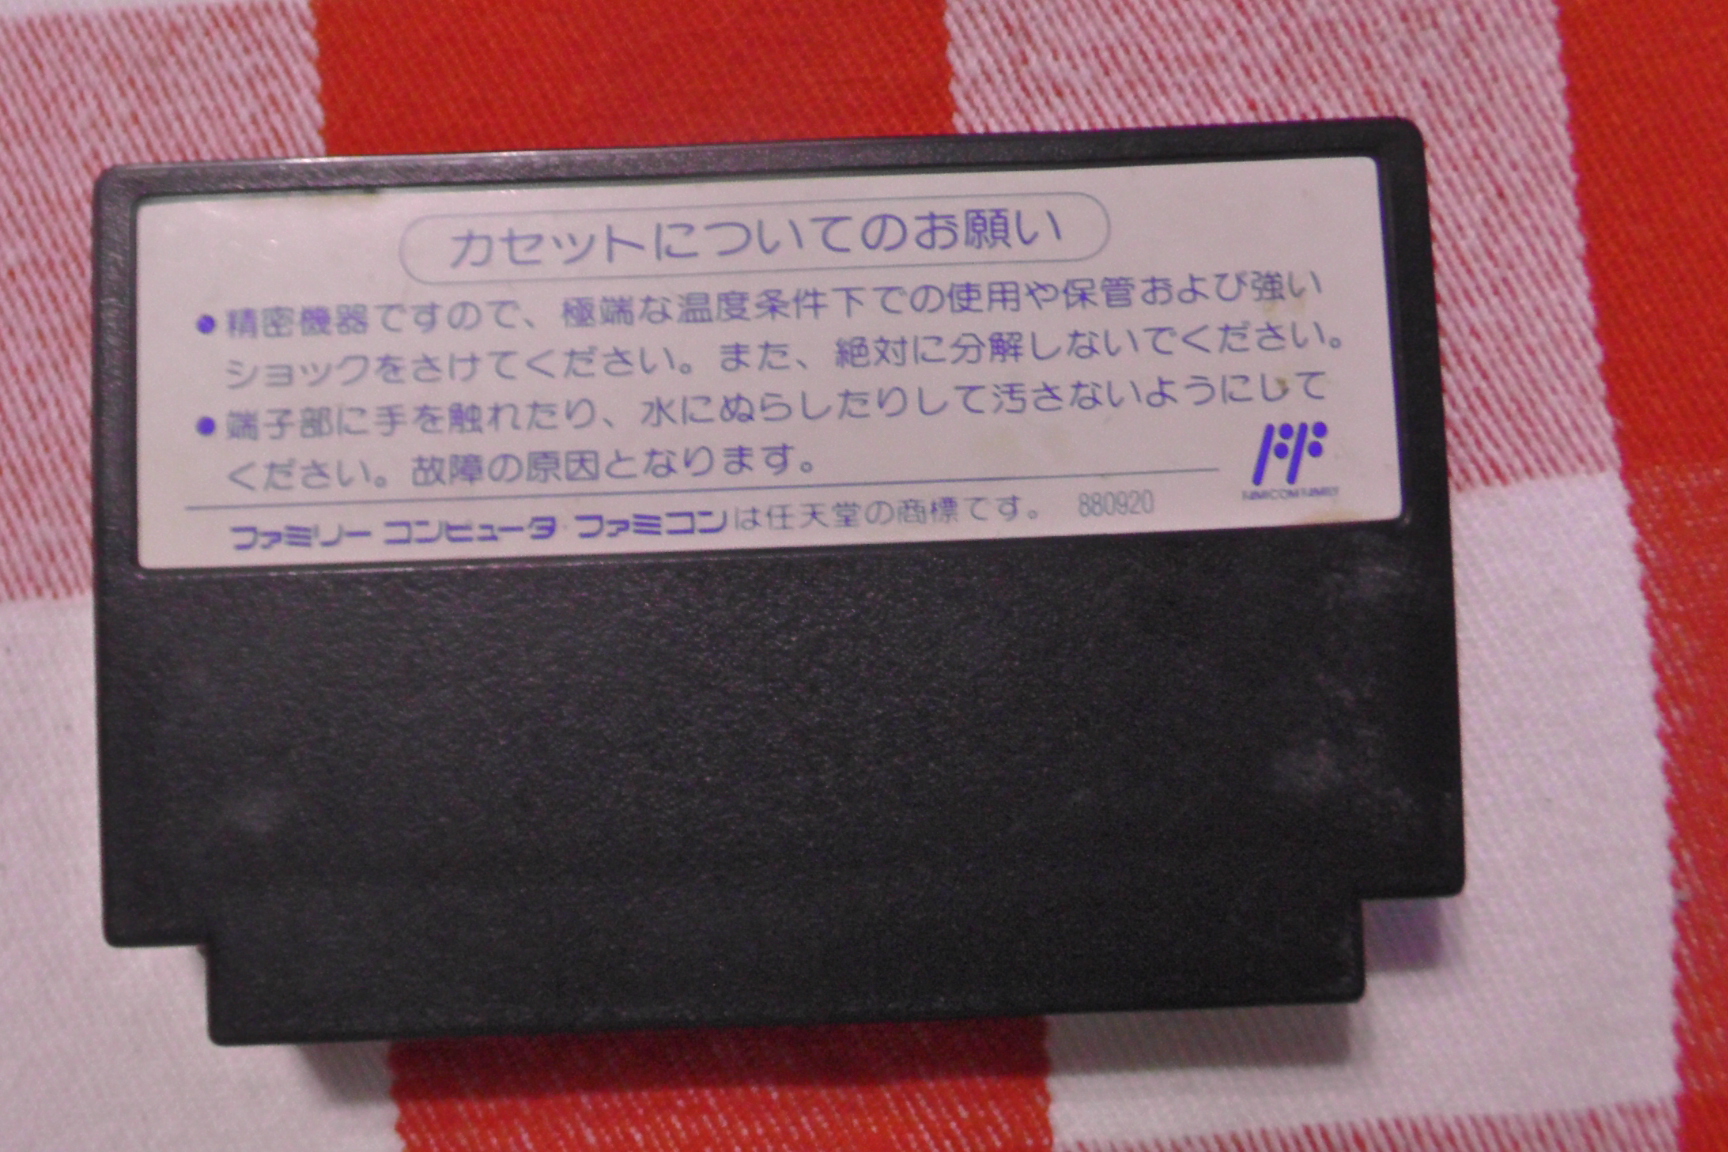 カセットについてのお願い
●精密機器ですので、極端な温度条件下での使用や保管および強い
ショックをさけてください。また、絶対に分解しないでください。
●端子部に手を触れたり、水にぬらしたりして汚さないようにして
ください。故障の原因となります。
FAMICOM FAMILY
ファミリー コンピュータ・ファミコンは任天堂の商標です。 880920